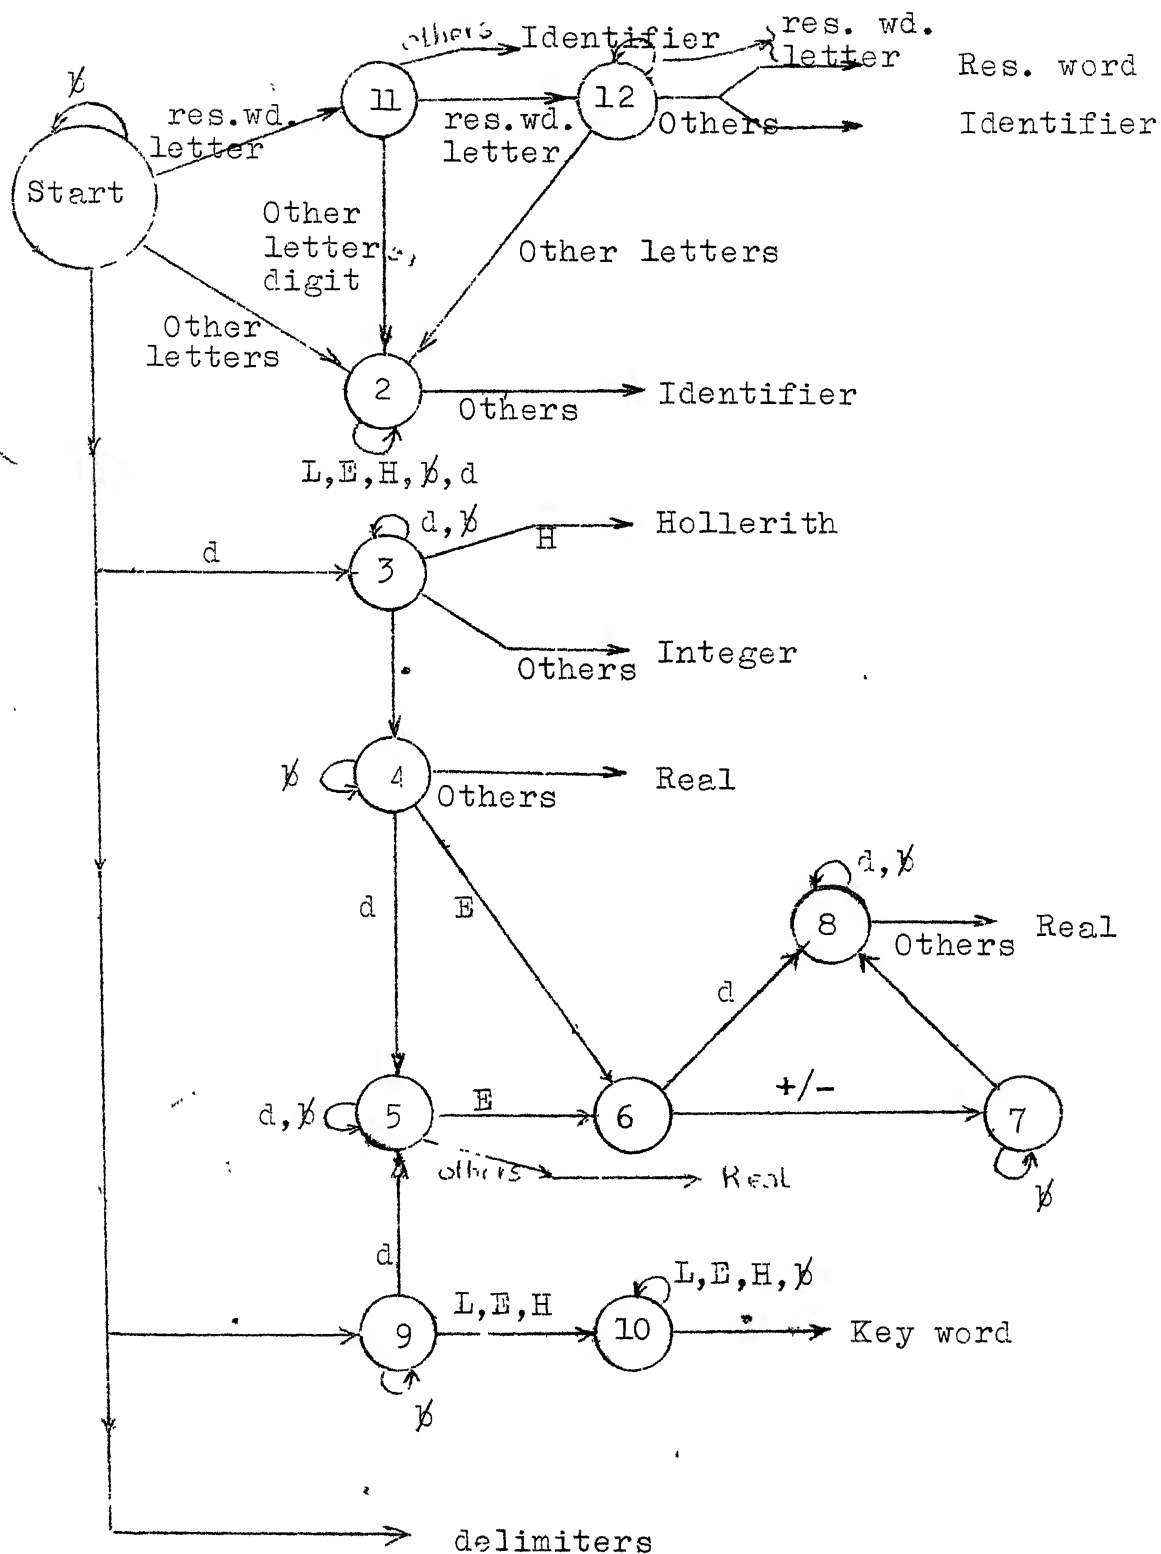 others Identifier
res. wd.
letter
Res. word
ƀ
11
12
res.wd.
letter
res.wd.
letter
Others
Identifier
Start
Other
letters,
digit
Other letters
Other
letters
2
Others
Identifier
L,E,H,ƀ,d
d,ƀ
H
Hollerith
d
3
Others
Integer
.
ƀ
4
Others
Real
d
E
d,ƀ
8
Others
Real
d
d,ƀ
5
E
6
+/-
7
others
Real
ƀ
d
L,E,H,ƀ
L,E,H
.
9
10
.
Key word
ƀ
delimiters